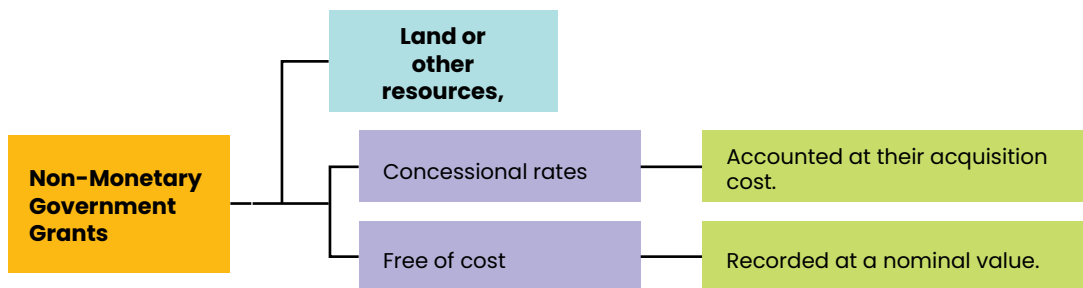 Land or
other
resources,
Non-Monetary
Government
Grants
Concessional rates
Accounted at their acquisition
cost.
Free of cost
Recorded at a nominal value.